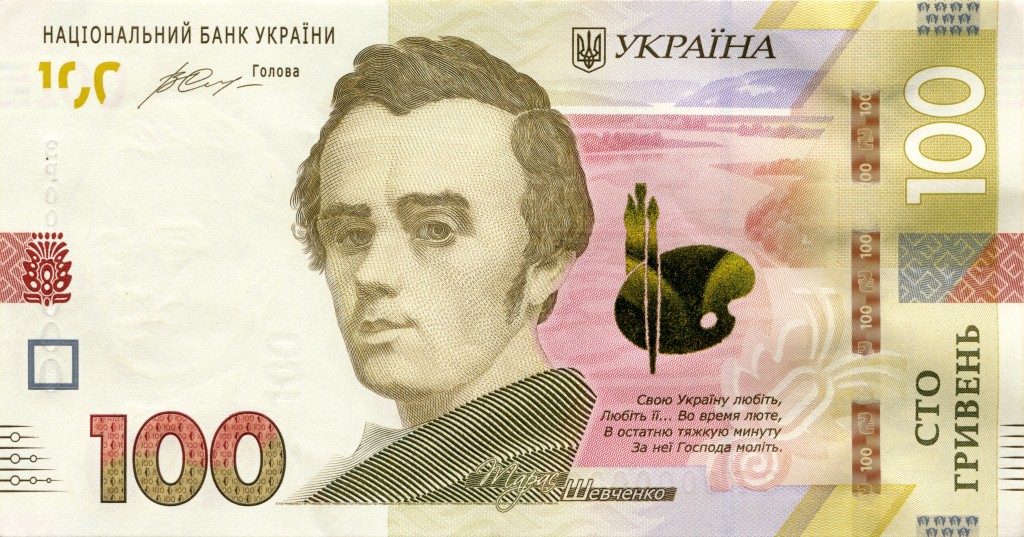 НАЦІОНАЛЬНИЙ БАНК УКРАЇНИ
Голова
УКРАЇНА
100
Свою Україну любіть,
Любіть її... Во время люте,
В остатню тяжкую минуту
За неї Господа моліть.
СТО
ГРИВЕНЬ
100
Тарас
Шевченко